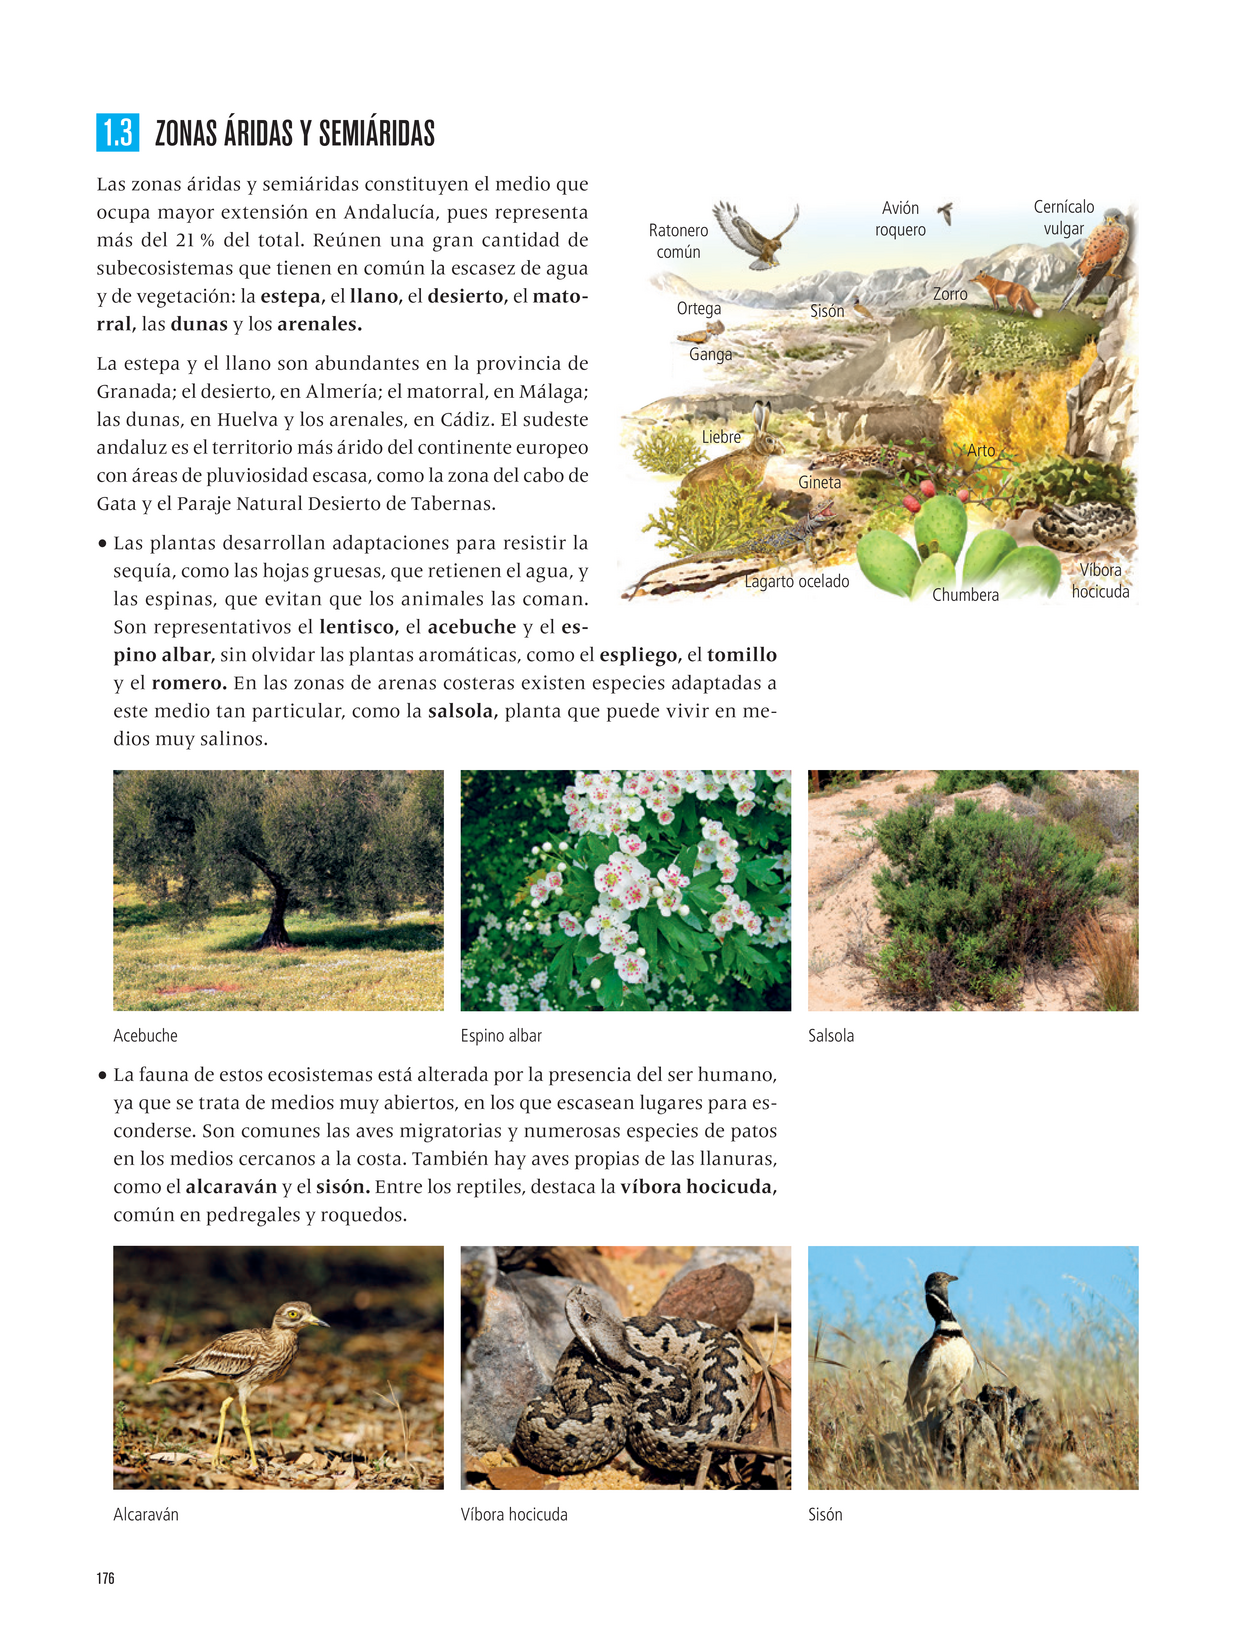 1.3 ZONAS ÁRIDAS Y SEMIÁRIDAS
Las zonas áridas y semiáridas constituyen el medio que
ocupa mayor extensión en Andalucía, pues representa
más del 21 % del total. Reúnen una gran cantidad de
subecosistemas que tienen en común la escasez de agua
y de vegetación: la estepa, el llano, el desierto, el mato-
rral, las dunas y los arenales.
La estepa y el llano son abundantes en la provincia de
Granada; el desierto, en Almería; el matorral, en Málaga;
las dunas, en Huelva y los arenales, en Cádiz. El sudeste
andaluz es el territorio más árido del continente europeo
con áreas de pluviosidad escasa, como la zona del cabo de
Gata y el Paraje Natural Desierto de Tabernas.
• Las plantas desarrollan adaptaciones para resistir la
sequía, como las hojas gruesas, que retienen el agua, y
las espinas, que evitan que los animales las coman.
Son representativos el lentisco, el acebuche y el es-
pino albar, sin olvidar las plantas aromáticas, como el espliego, el tomillo
y el romero. En las zonas de arenas costeras existen especies adaptadas a
este medio tan particular, como la salsola, planta que puede vivir en me-
dios muy salinos.
Ratonero
común
Avión
roquero
Cernícalo
vulgar
Ortega
Sisón
Zorro
Ganga
Liebre
Arto
Gineta
Lagarto ocelado
Chumbera
Víbora
hocicuda
Acebuche
Espino albar
Salsola
• La fauna de estos ecosistemas está alterada por la presencia del ser humano,
ya que se trata de medios muy abiertos, en los que escasean lugares para es-
conderse. Son comunes las aves migratorias y numerosas especies de patos
en los medios cercanos a la costa. También hay aves propias de las llanuras,
como el alcaraván y el sisón. Entre los reptiles, destaca la víbora hocicuda,
común en pedregales y roquedos.
Alcaraván
Víbora hocicuda
Sisón
176